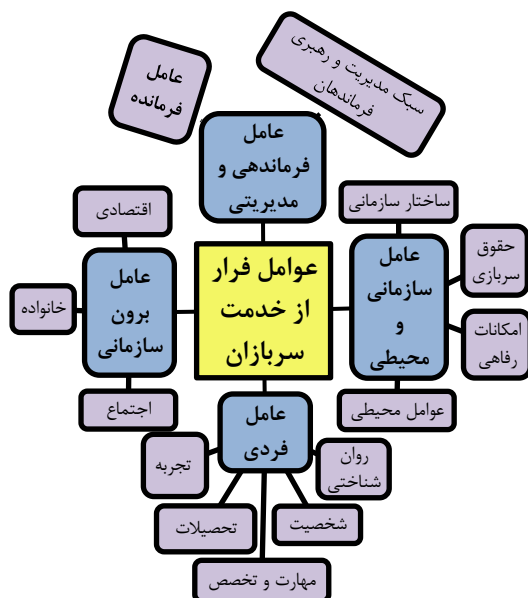 سبک مدیریت و رهبری
فرماندهان
عامل
فرمانده
عامل
فرماندهی و
مدیریتی
ساختار سازمانی
اقتصادی
حقوق
سربازی
عامل
سازمانی
و
محیطی
عوامل فرار
از خدمت
سربازان
عامل
برون
سازمانی
خانواده
امکانات
رفاهی
عوامل محیطی
اجتماع
عامل
فردی
روان
شناختی
تجربه
شخصیت
تحصیلات
مهارت و تخصص